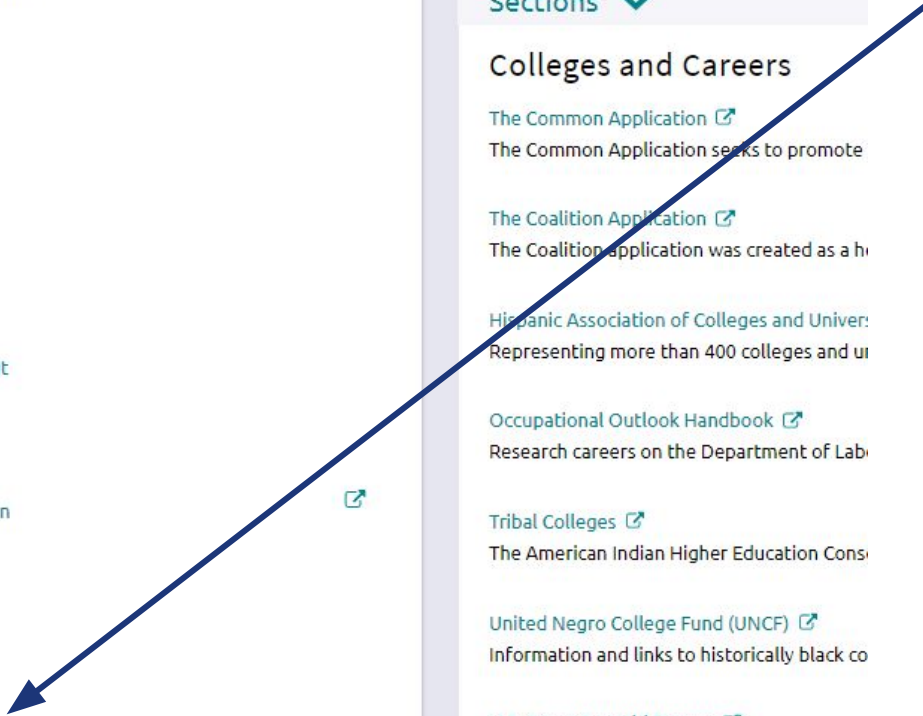 Sections
Colleges and Careers
The Common Application
The Common Application seeks to promote
The Coalition Application
The Coalition application was created as a
Hispanic Association of Colleges and
Representing more than 400 colleges and
t
Occupational Outlook Handbook
Research careers on the Department of
n
Tribal Colleges
The American Indian Higher Education
United Negro College Fund (UNCF)
Information and links to historically black co